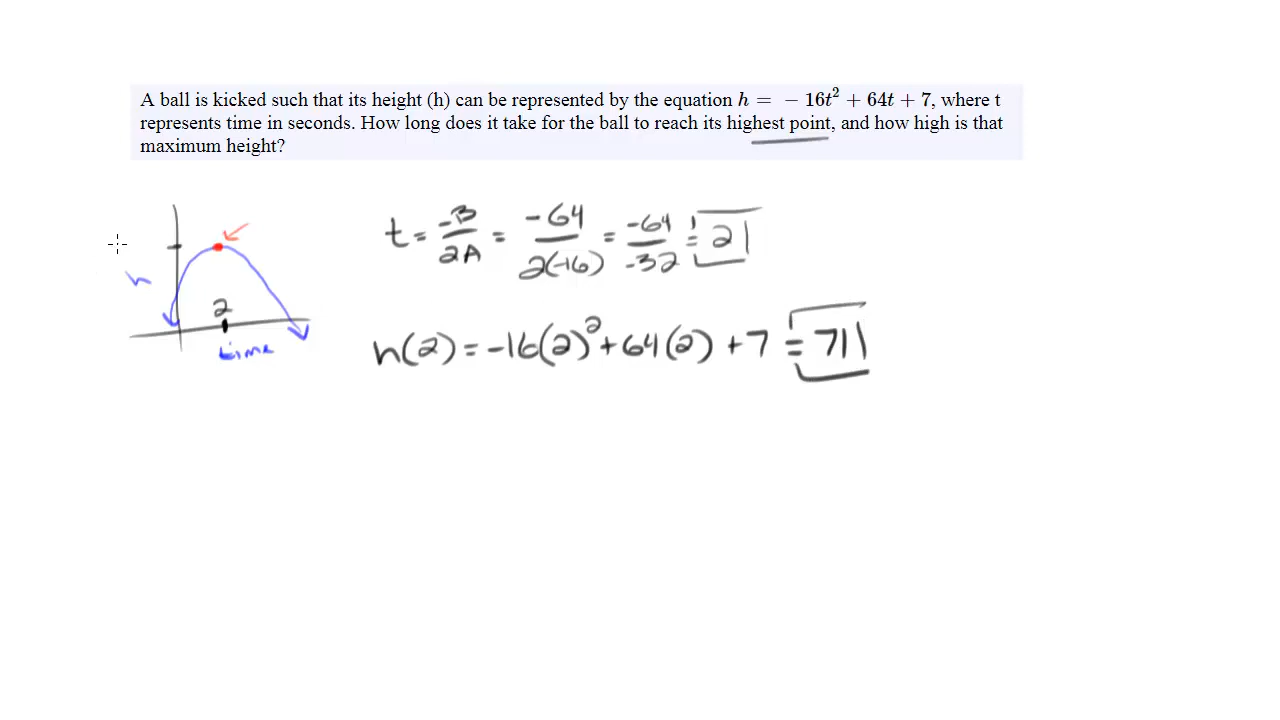 A ball is kicked such that its height (h) can be represented by the equation h = − 16t² + 64t + 7, where t
represents time in seconds. How long does it take for the ball to reach its highest point, and how high is that
maximum height?
t = -B/2A = -64/2(-16) = -64/-32 = 2
h
2
time
h(2) = -16(2)² + 64(2) + 7 = 71